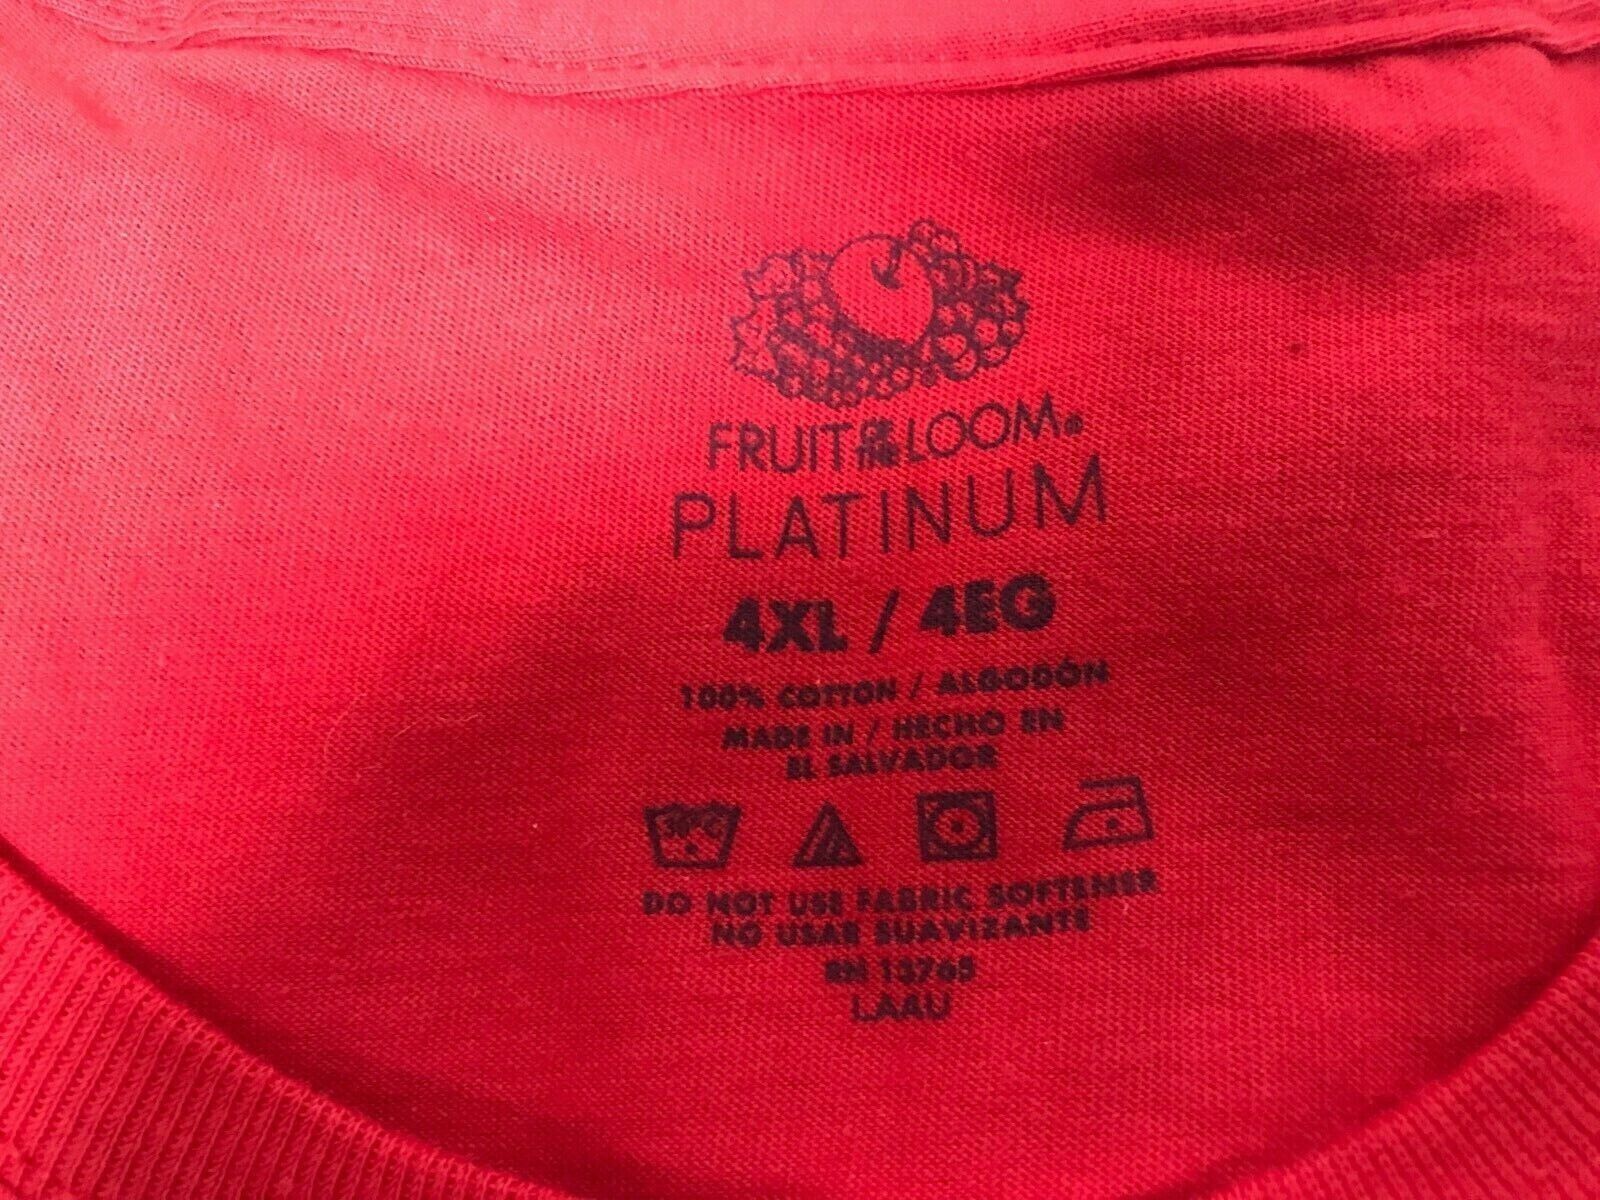 FRUIT OF THE LOOM®
PLATINUM
4XL / 4EG
100% COTTON / ALGODÓN
MADE IN / HECHO EN
EL SALVADOR
30°C
DO NOT USE FABRIC SOFTENER
NO USAR SUAVIZANTE
RN 13765
LAAU